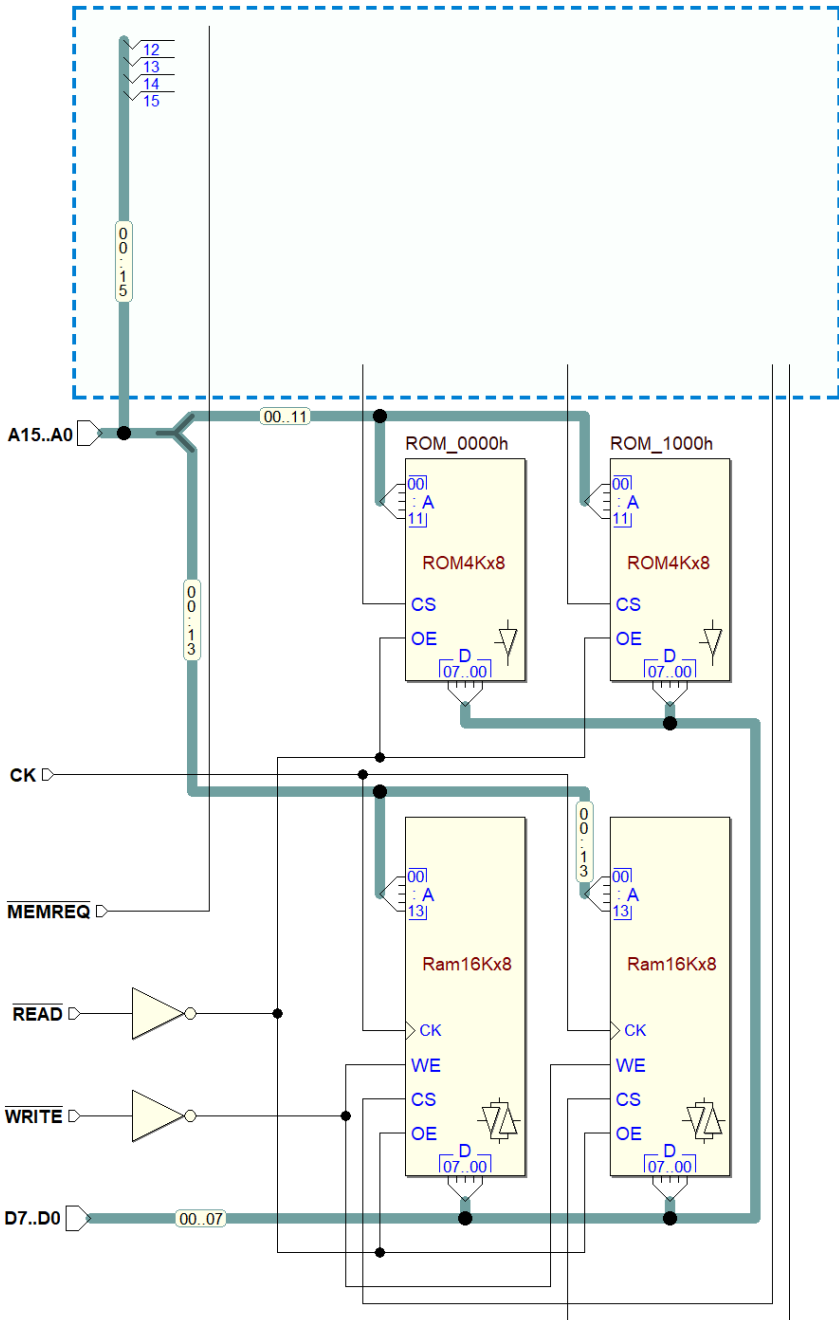 12
13
14
15
00..15
A15..A0
00..11
ROM_0000h
ROM_1000h
00
: A
11
ROM4Kx8
CS
OE
D
07..00
00
: A
11
ROM4Kx8
CS
OE
D
07..00
00..13
CK
00..13
00
: A
13
Ram16Kx8
CK
WE
CS
OE
D
07..00
00
: A
13
Ram16Kx8
CK
WE
CS
OE
D
07..00
MEMREQ
READ
WRITE
D7..D0
00..07